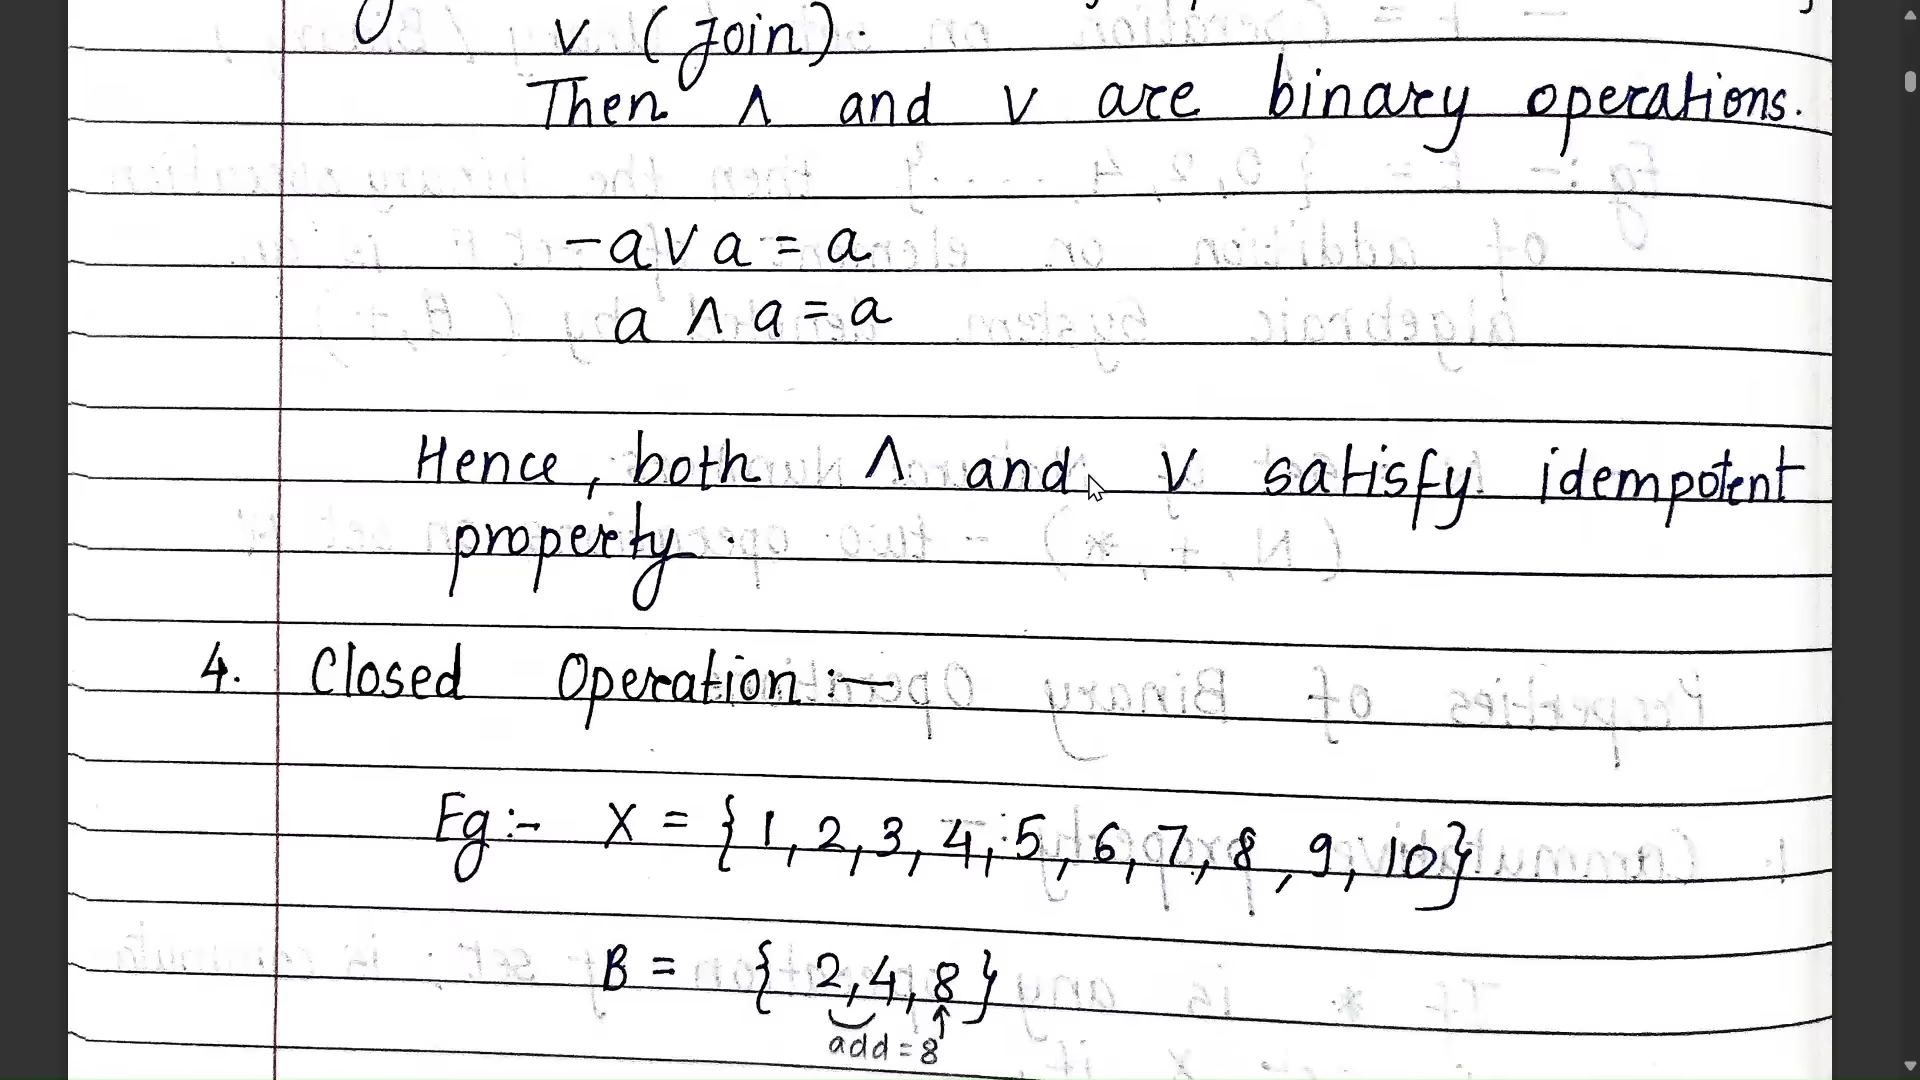 v (Join).
Then ∧ and ∨ are binary operations.
- a ∨ a = a
a ∧ a = a
Hence, both ∧ and ∨ satisfy idempotent
property.
4. Closed Operation :-
Eg :- X = {1, 2, 3, 4, 5, 6, 7, 8, 9, 10}
B = {2, 4, 8}
add = 8